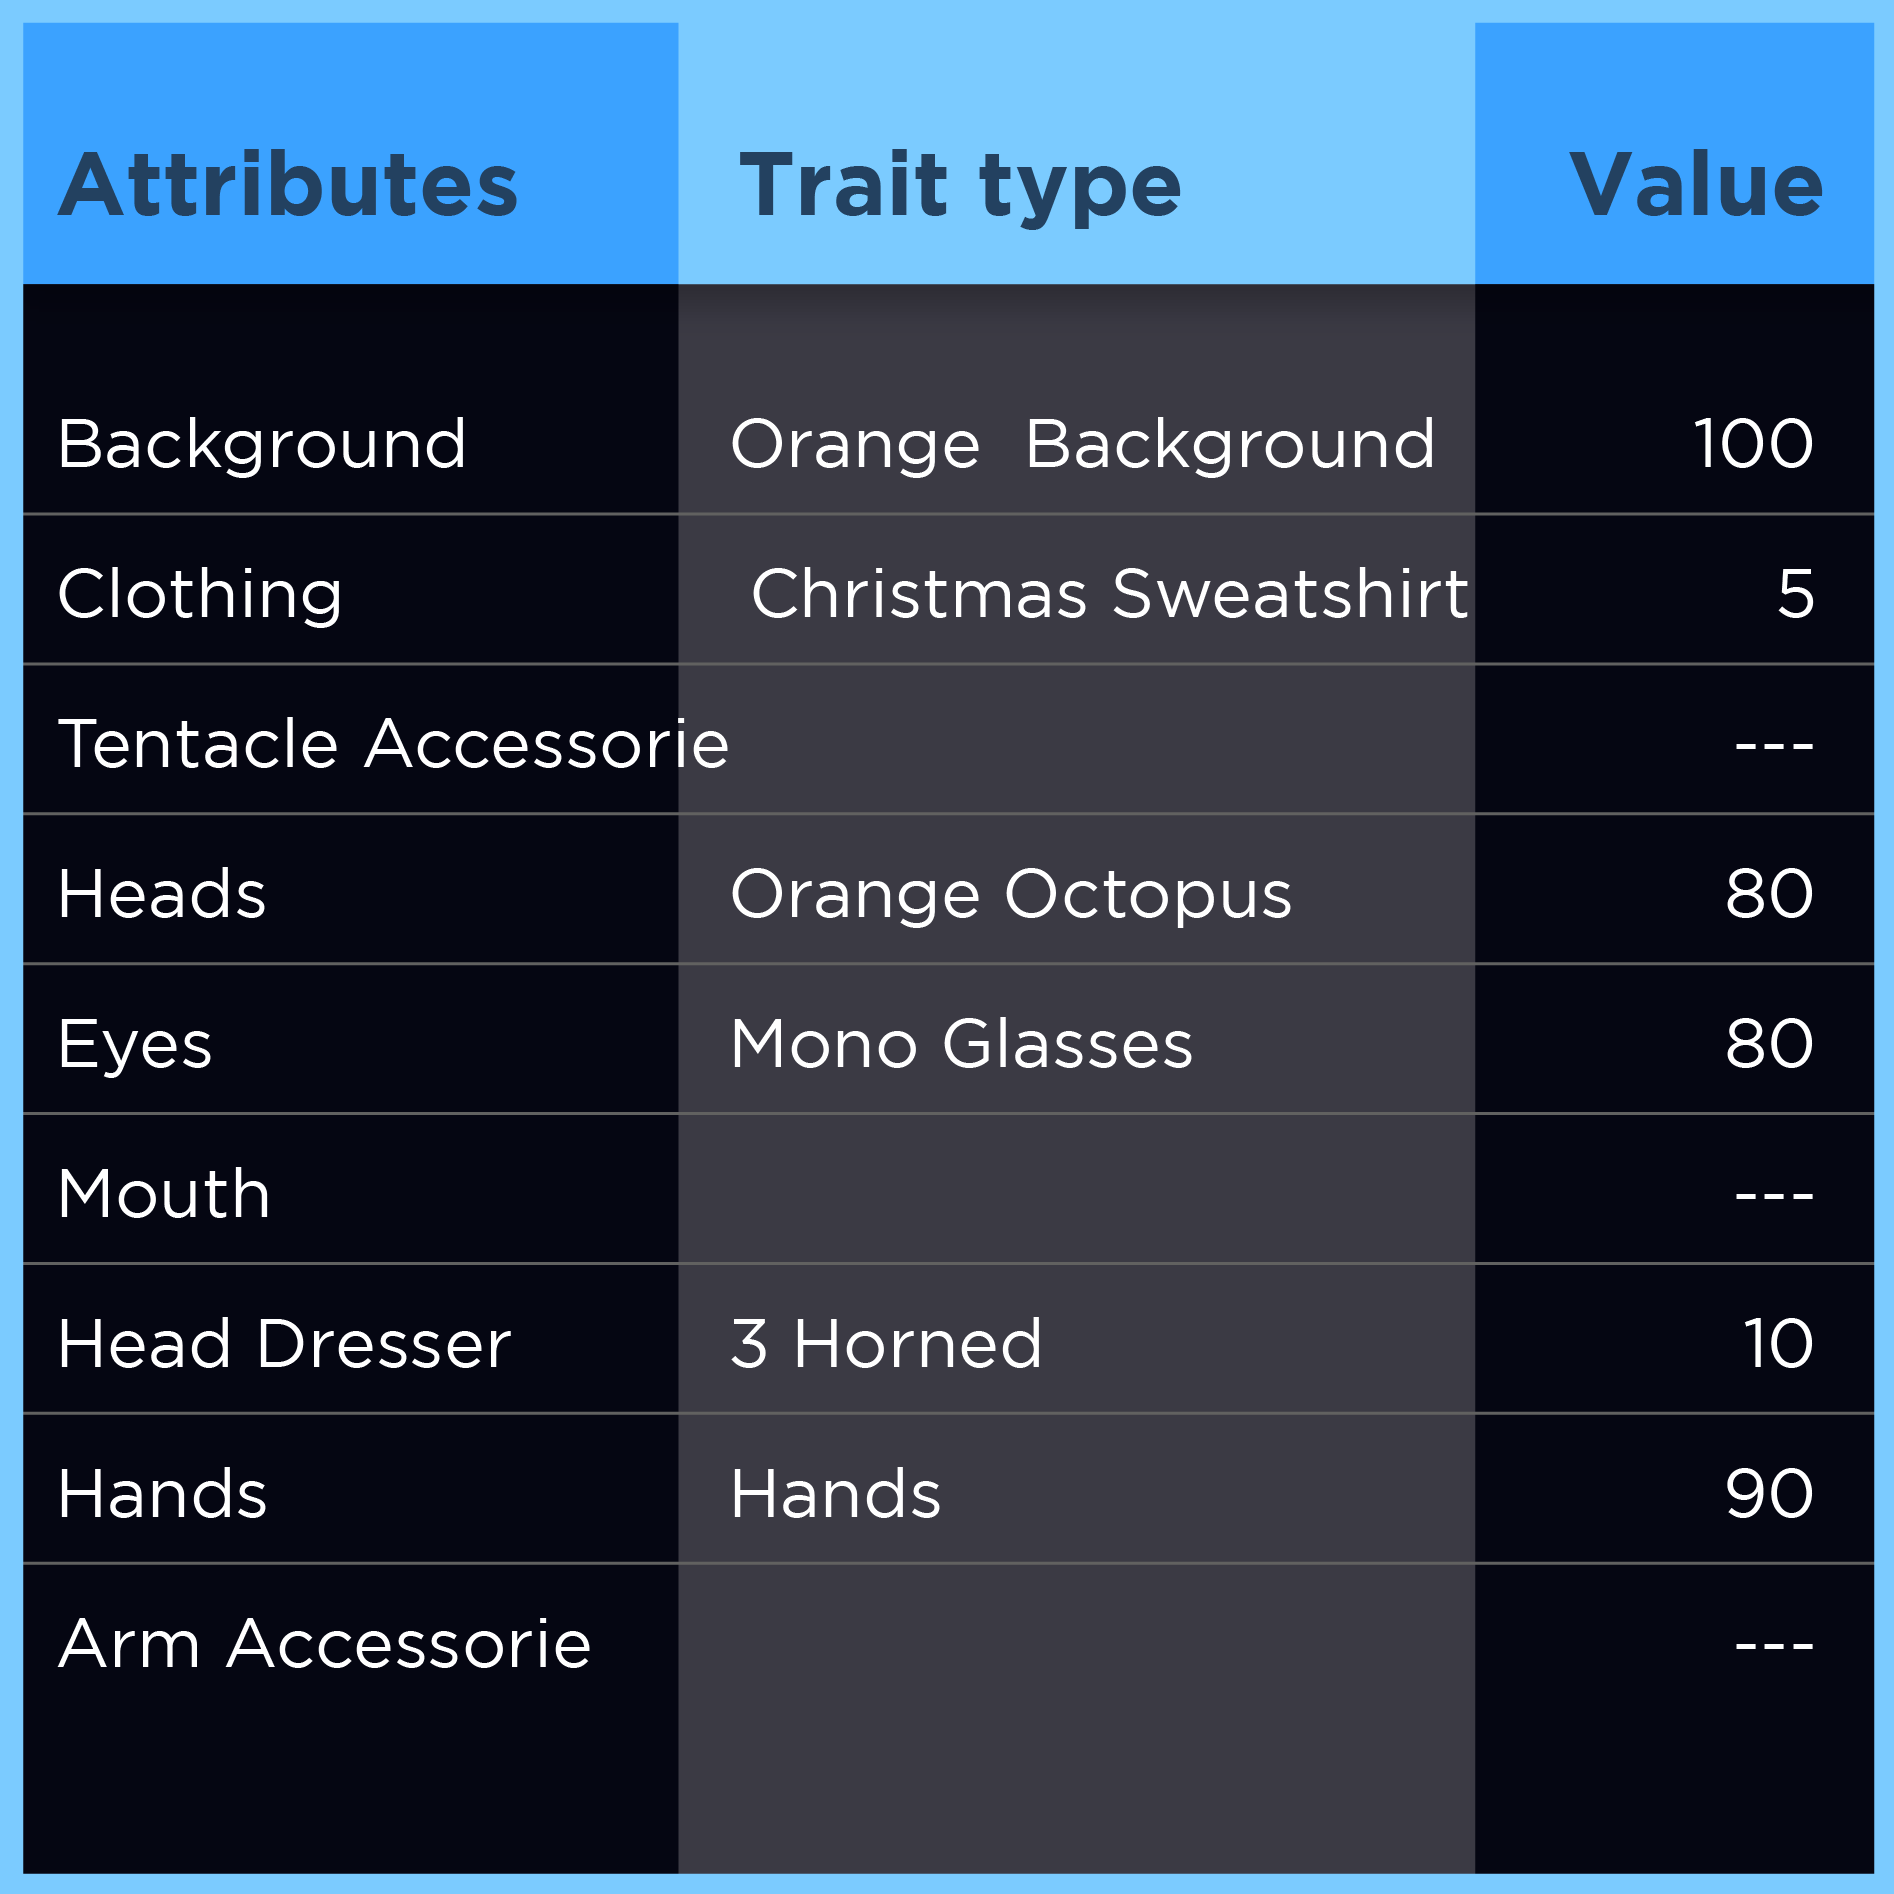 Attributes Trait type Value
Background Orange  Background 100
Clothing Christmas Sweatshirt 5
Tentacle Accessorie ---
Heads Orange Octopus 80
Eyes Mono Glasses 80
Mouth ---
Head Dresser 3 Horned 10
Hands Hands 90
Arm Accessorie ---